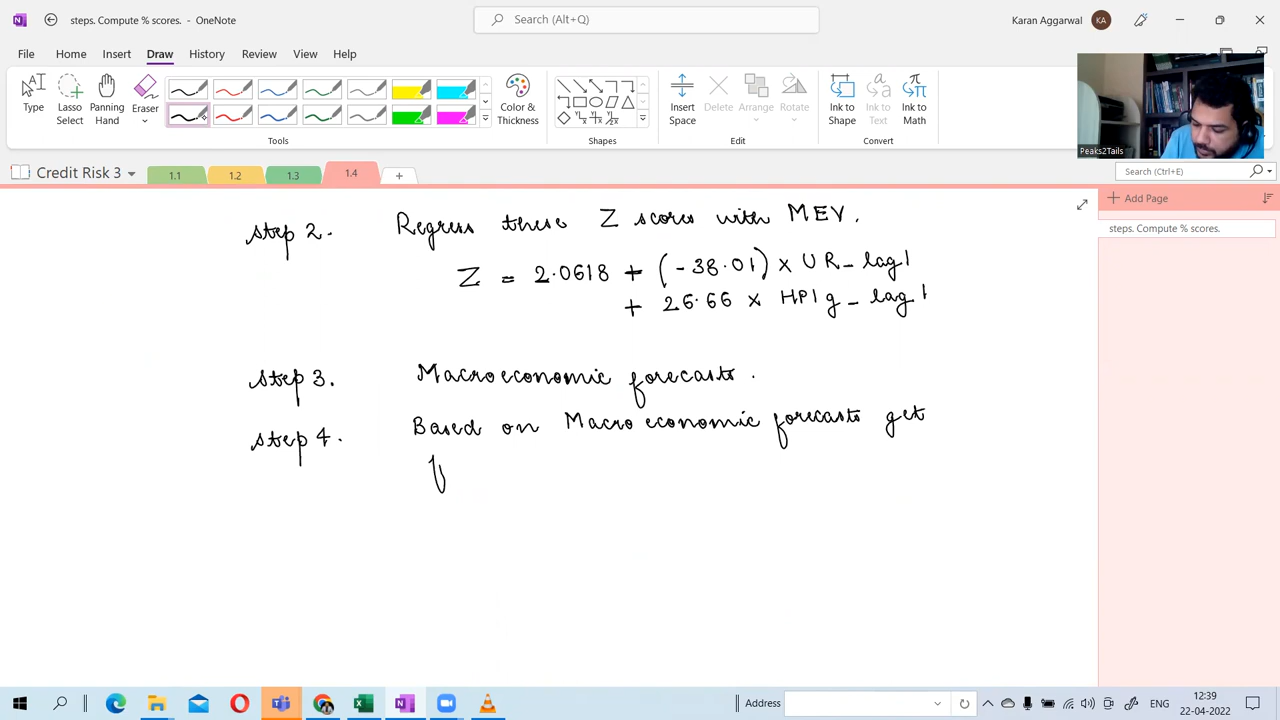 steps. Compute % scores. - OneNote
Search (Alt+Q)
Karan Aggarwal
KA
File Home Insert Draw History Review View Help
Type
Lasso Select
Panning Hand
Eraser
Color & Thickness
Insert Space
Delete
Arrange
Rotate
Ink to Shape
Ink to Text
Ink to Math
Tools
Shapes
Edit
Convert
Peaks2Tails
Credit Risk 3
1.1
1.2
1.3
1.4
Search (Ctrl+E)
Add Page
steps. Compute % scores.
step 2. Regress these Z scores with MEV.
Z = 2.0618 + (-38.01) × UR_lag1
+ 26.66 × HPIg_lag1
step 3. Macroeconomic forecasts.
step 4. Based on Macroeconomic forecasts get
f
Address
ENG
12:39
22-04-2022